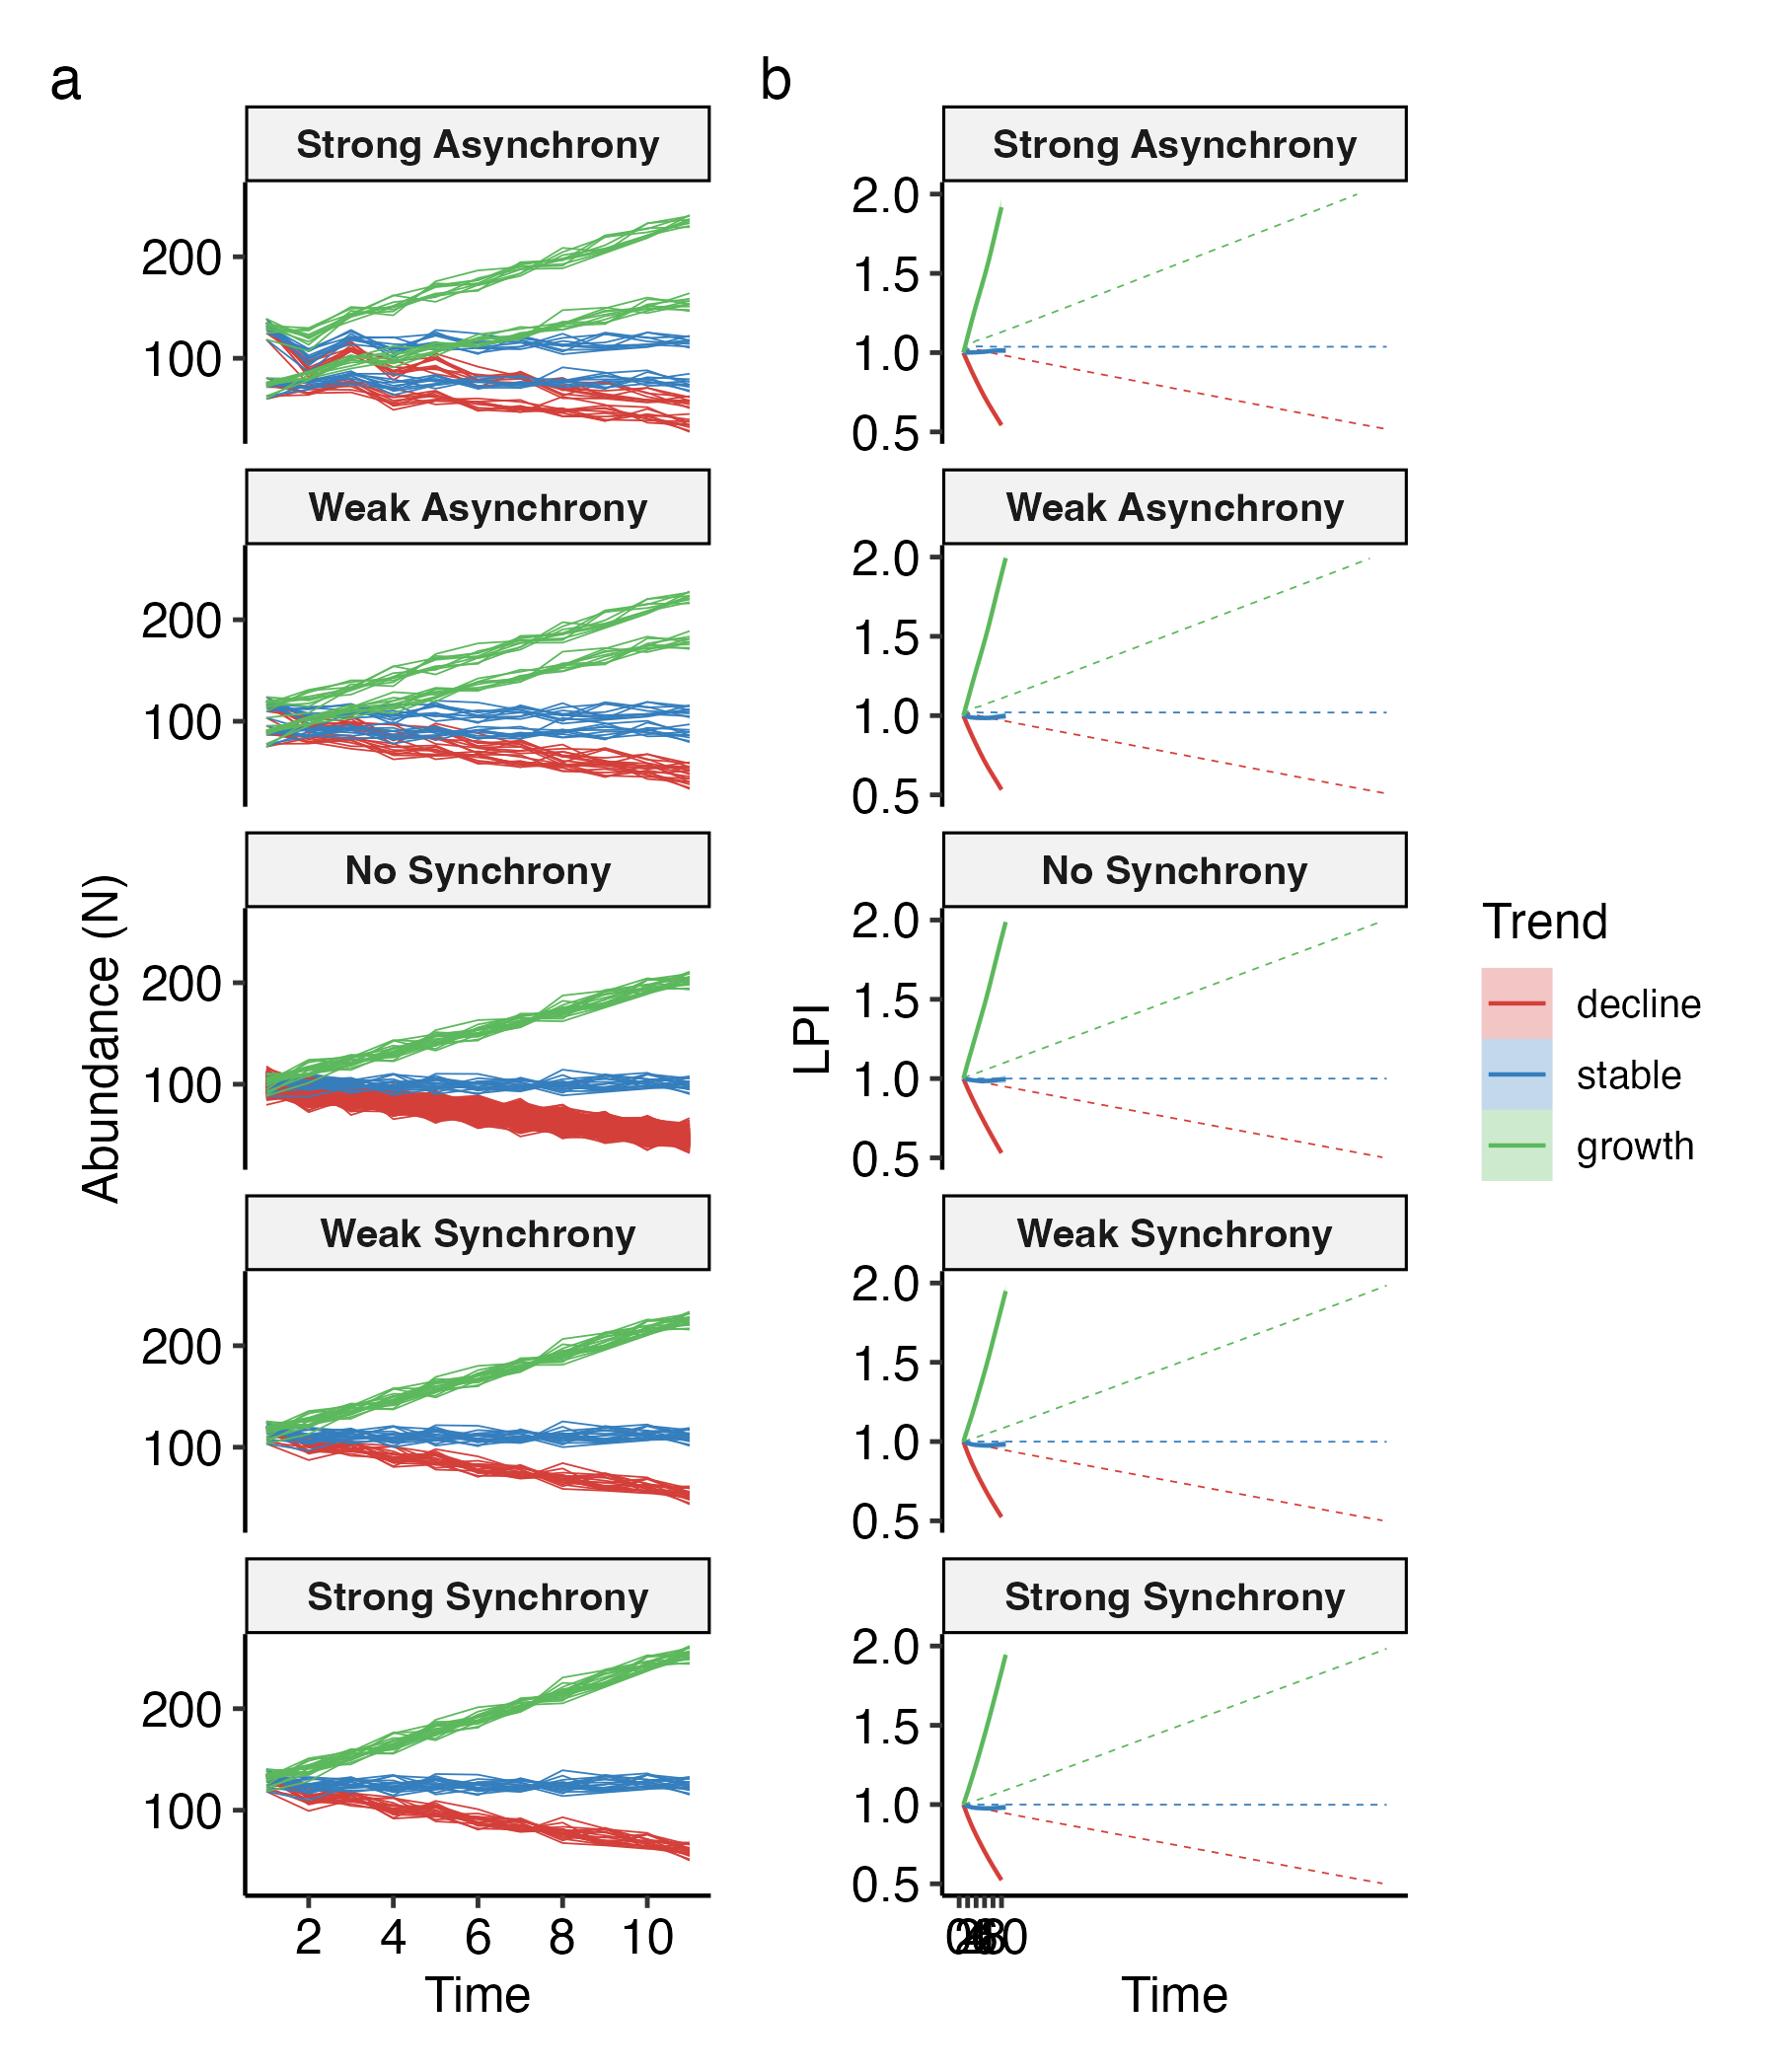 a
Strong Asynchrony
200
100
Weak Asynchrony
200
100
No Synchrony
200
100
Weak Synchrony
200
100
Strong Synchrony
200
100
2 4 6 8 10
Time
Abundance (N)
b
Strong Asynchrony
2.0
1.5
1.0
0.5
Weak Asynchrony
2.0
1.5
1.0
0.5
No Synchrony
2.0
1.5
1.0
0.5
Weak Synchrony
2.0
1.5
1.0
0.5
Strong Synchrony
2.0
1.5
1.0
0.5
Time
LPI
Trend
decline
stable
growth